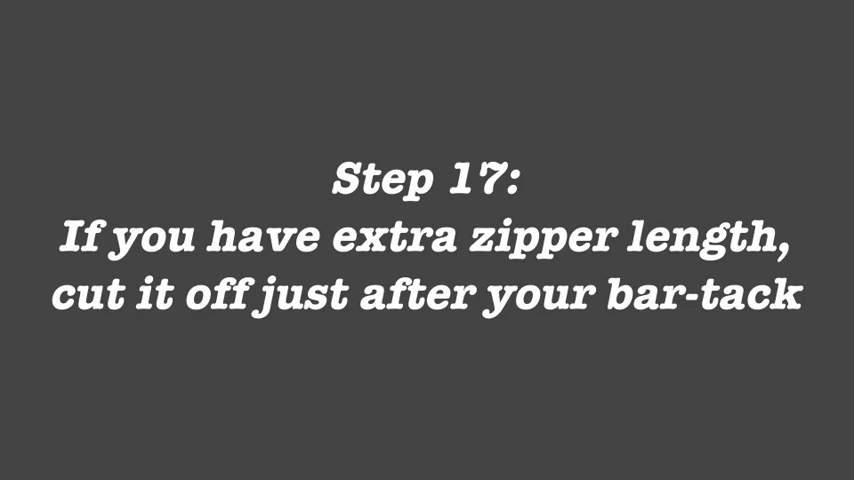 Step 17:
If you have extra zipper length,
cut it off just after your bar-tack